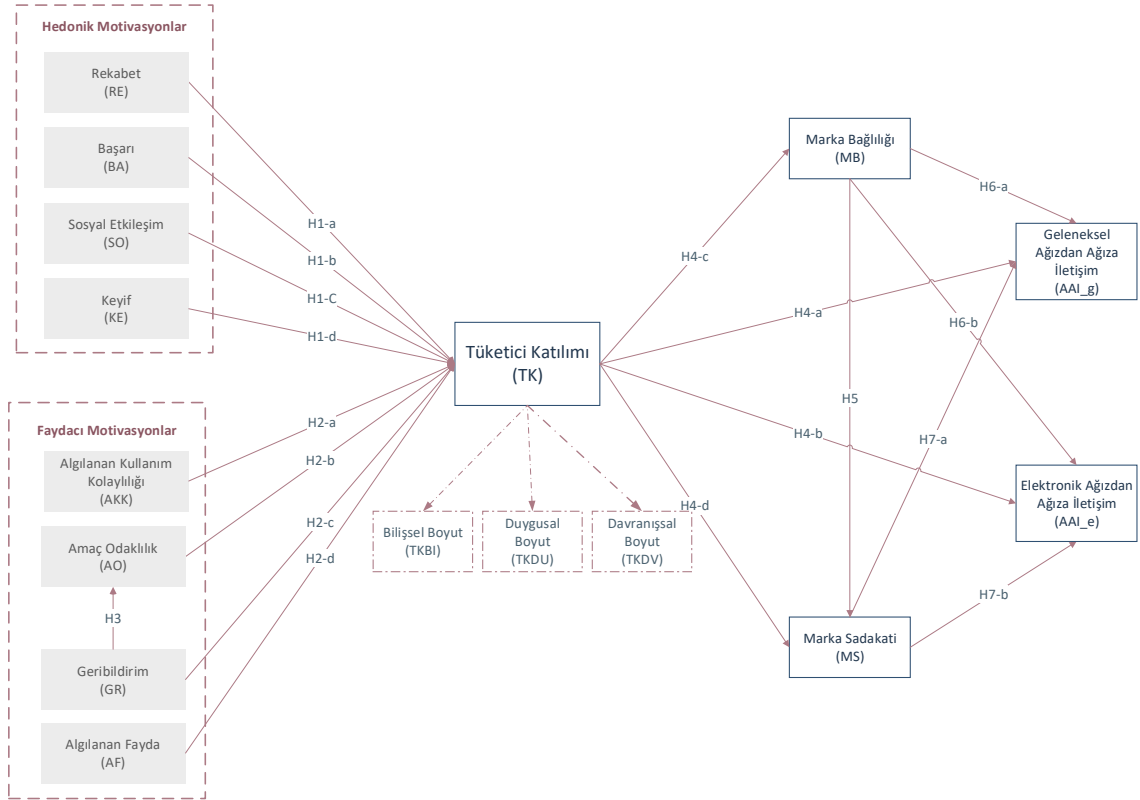 Hedonik Motivasyonlar
Rekabet
(RE)
Başarı
(BA)
Sosyal Etkileşim
(SO)
Keyif
(KE)
H1-a
H1-b
H1-C
H1-d
Faydacı Motivasyonlar
Algılanan Kullanım
Kolaylılığı
(AKK)
Amaç Odaklılık
(AO)
H3
Geribildirim
(GR)
Algılanan Fayda
(AF)
H2-a
H2-b
H2-c
H2-d
Tüketici Katılımı
(TK)
Bilişsel Boyut
(TKBI)
Duygusal
Boyut
(TKDU)
Davranışsal
Boyut
(TKDV)
H4-c
H4-a
H4-b
H4-d
Marka Bağlılığı
(MB)
H5
Marka Sadakati
(MS)
H6-a
H6-b
H7-a
H7-b
Geleneksel
Ağızdan Ağıza
İletişim
(AAI_g)
Elektronik Ağızdan
Ağıza İletişim
(AAI_e)